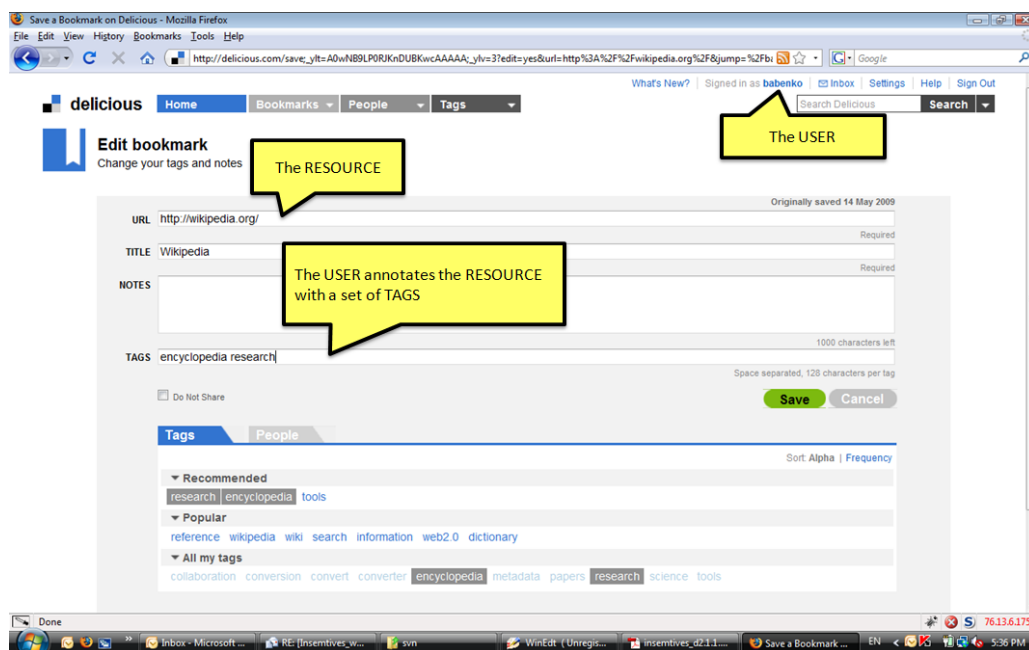 Save a Bookmark on Delicious - Mozilla Firefox
File Edit View History Bookmarks Tools Help
http://delicious.com/save;_ylt=A0wNB9LP0RJKnDUBKwcAAAAA;_ylv=3?edit=yes&url=http%3A%2F%2Fwikipedia.org%2F&jump=%2Fb Google
What's New? Signed in as babenko Inbox Settings Help Sign Out
delicious Home Bookmarks People Tags Search Delicious Search
The USER
Edit bookmark
Change your tags and notes
The RESOURCE
Originally saved 14 May 2009
URL http://wikipedia.org/
Required
TITLE Wikipedia
Required
The USER annotates the RESOURCE
with a set of TAGS
NOTES
1000 characters left
TAGS encyclopedia research
Space separated, 128 characters per tag
Do Not Share
Save Cancel
Tags People
Sort: Alpha | Frequency
Recommended
research encyclopedia tools
Popular
reference wikipedia wiki search information web2.0 dictionary
All my tags
collaboration conversion convert converter encyclopedia metadata papers research science tools
Done 76.13.6.175
Inbox - Microsoft ... RE: [Insemtives_w... svn WinEdt (Unregis... insemtives_d2.1.1.... Save a Bookmark ... EN 5:36 PM